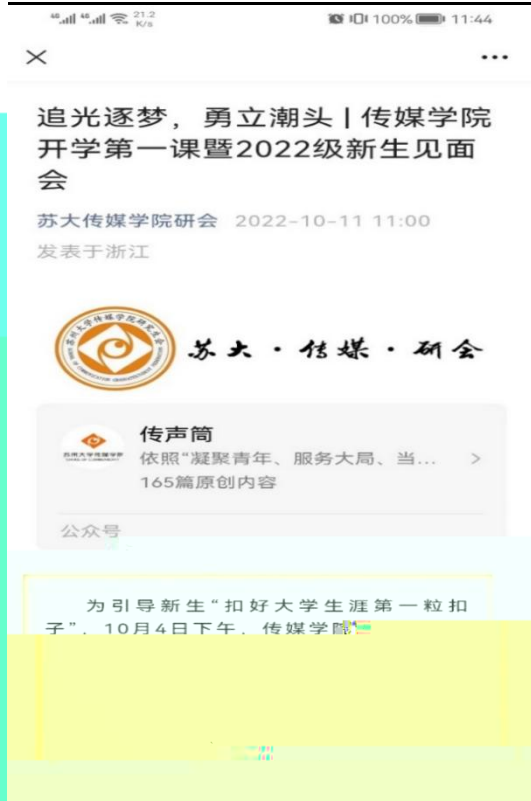 21.2
K/s
100% 11:44
追光逐梦，勇立潮头 | 传媒学院
开学第一课暨2022级新生见面
会
苏大传媒学院研会 2022-10-11 11:00
发表于浙江
苏大·传媒·研会
传声筒
依照“凝聚青年、服务大局、当...
165篇原创内容
公众号
为引导新生“扣好大学生涯第一粒扣
子”，10月4日下午，传媒学院